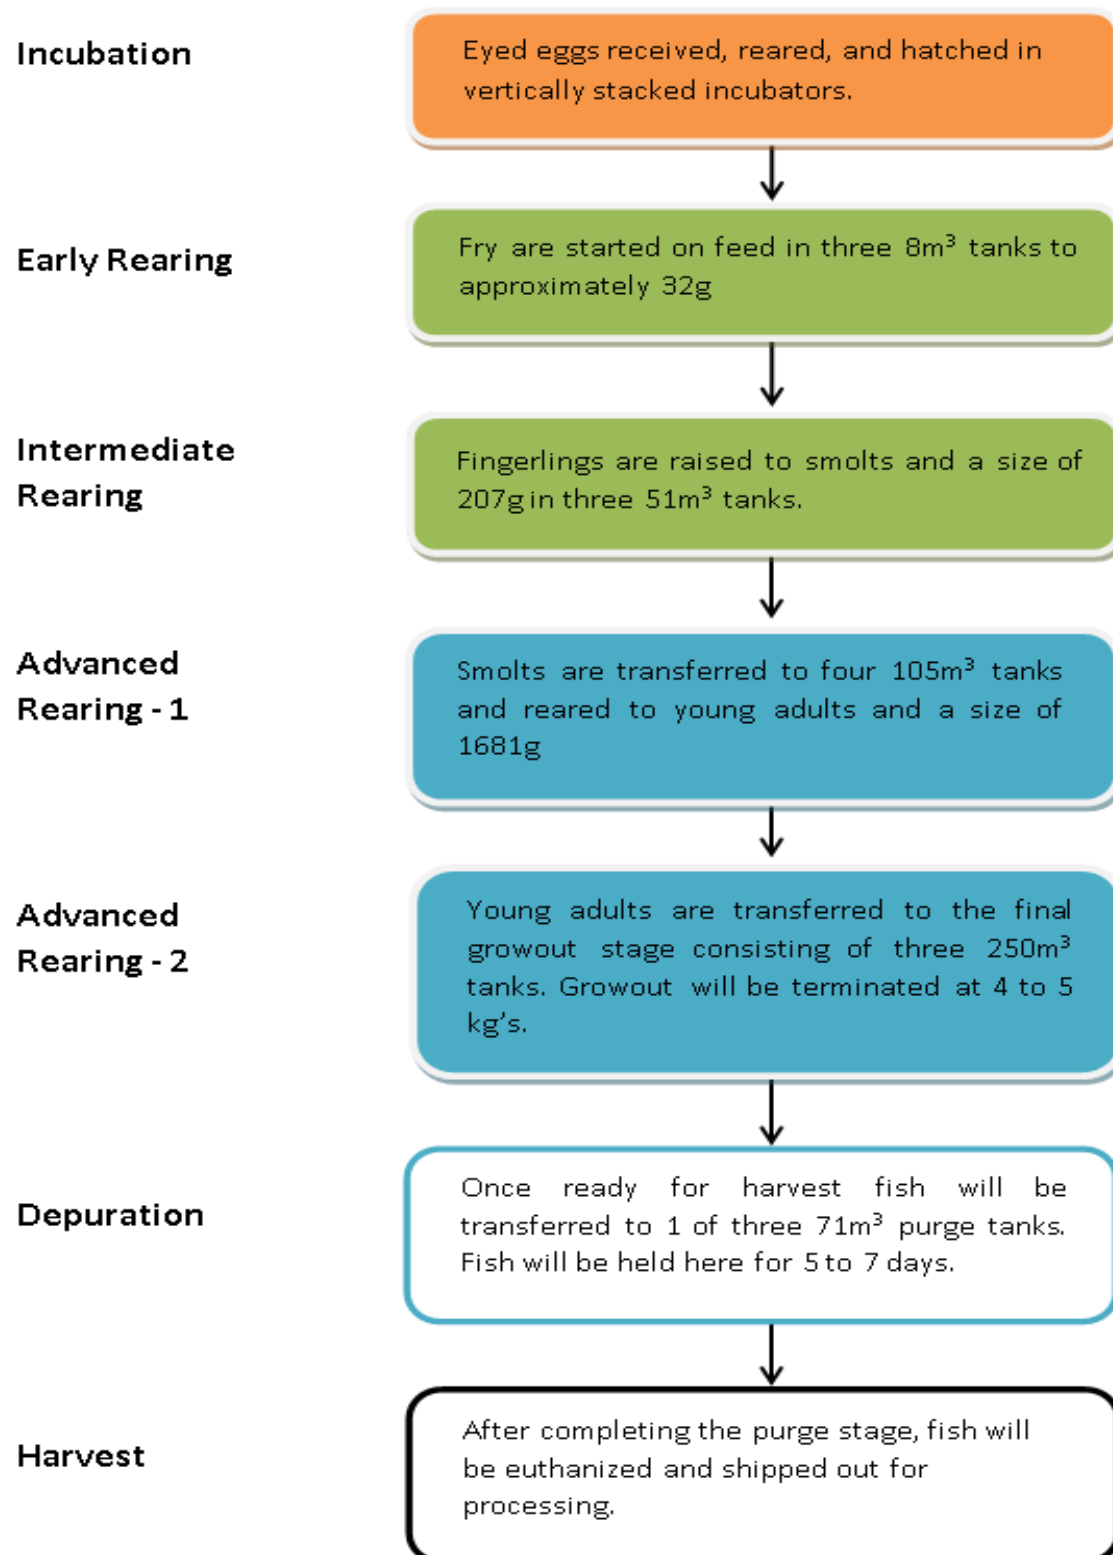 Incubation
Eyed eggs received, reared, and hatched in
vertically stacked incubators.
Early Rearing
Fry are started on feed in three 8m³ tanks to
approximately 32g
Intermediate
Rearing
Fingerlings are raised to smolts and a size of
207g in three 51m³ tanks.
Advanced
Rearing - 1
Smolts are transferred to four 105m³ tanks
and reared to young adults and a size of
1681g
Advanced
Rearing - 2
Young adults are transferred to the final
growout stage consisting of three 250m³
tanks. Growout will be terminated at 4 to 5
kg's.
Depuration
Once ready for harvest fish will be
transferred to 1 of three 71m³ purge tanks.
Fish will be held here for 5 to 7 days.
Harvest
After completing the purge stage, fish will
be euthanized and shipped out for
processing.